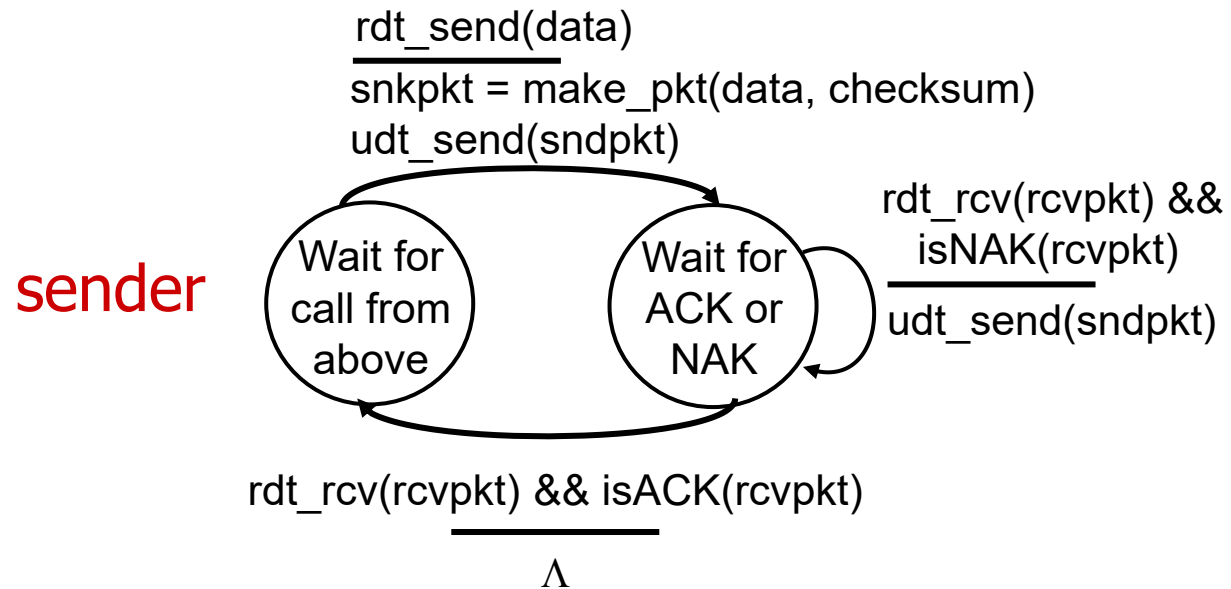 rdt_send(data)
snkpkt = make_pkt(data, checksum)
udt_send(sndpkt)
sender
Wait for
call from
above
Wait for
ACK or
NAK
rdt_rcv(rcvpkt) &&
isNAK(rcvpkt)
udt_send(sndpkt)
rdt_rcv(rcvpkt) && isACK(rcvpkt)
Λ